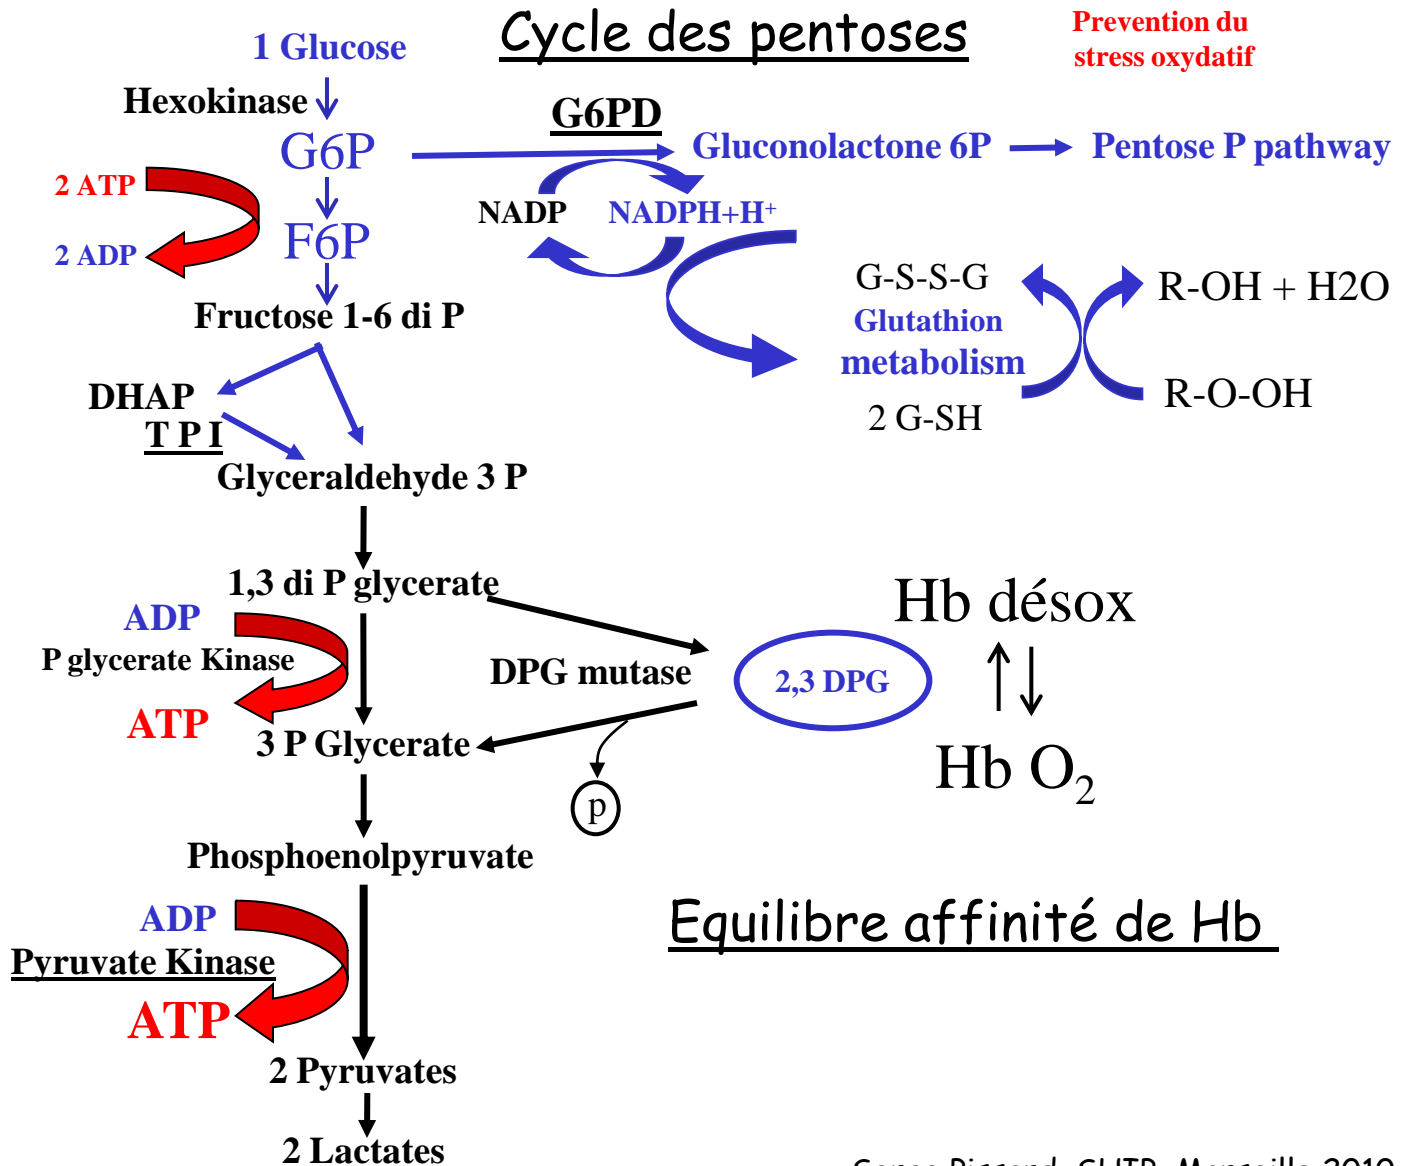 Cycle des pentoses
Prevention du
stress oxydatif
1 Glucose
Hexokinase
G6PD
G6P
Gluconolactone 6P
Pentose P pathway
2 ATP
NADP
NADPH+H⁺
F6P
2 ADP
G-S-S-G
R-OH + H2O
Fructose 1-6 di P
Glutathion
metabolism
DHAP
R-O-OH
T P I
2 G-SH
Glyceraldehyde 3 P
1,3 di P glycerate
Hb désox
ADP
P glycerate Kinase
DPG mutase
2,3 DPG
ATP
3 P Glycerate
Hb O₂
p
Phosphoenolpyruvate
ADP
Equilibre affinité de Hb
Pyruvate Kinase
ATP
2 Pyruvates
2 Lactates
2010